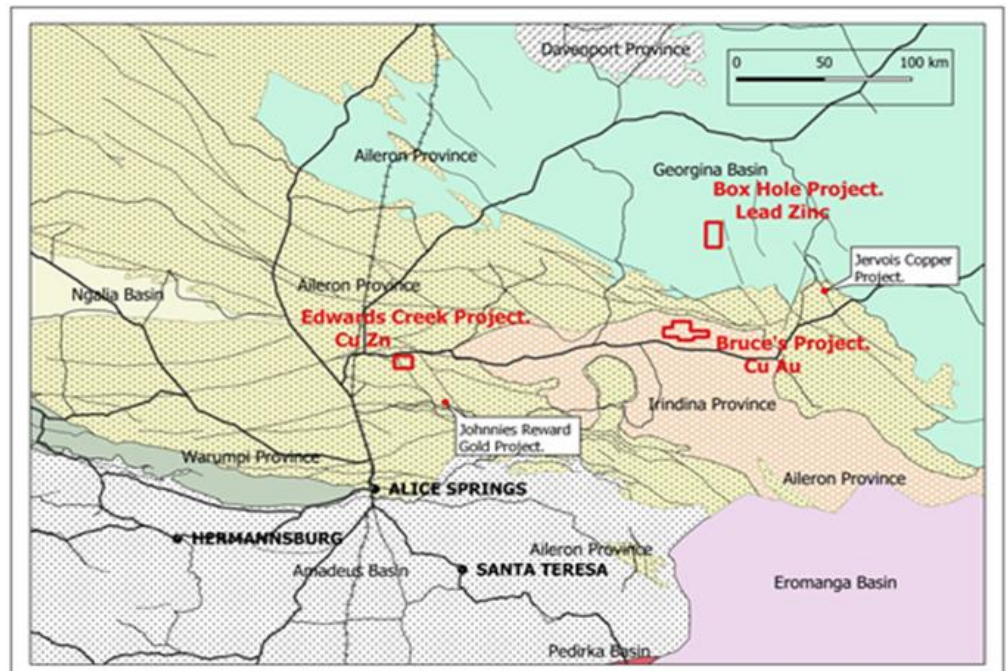 Davenport Province
0 50 100 km
Aileron Province
Georgina Basin
Box Hole Project.
Lead Zinc
Jervois Copper
Project.
Ngalia Basin
Aileron Province
Edwards Creek Project.
Cu Zn
Bruce's Project.
Cu Au
Irindina Province
Johnnies Reward
Gold Project.
Warumpi Province
Aileron Province
ALICE SPRINGS
HERMANNSBURG
Aileron Province
Amadeus Basin
SANTA TERESA
Eromanga Basin
Pedirka Basin